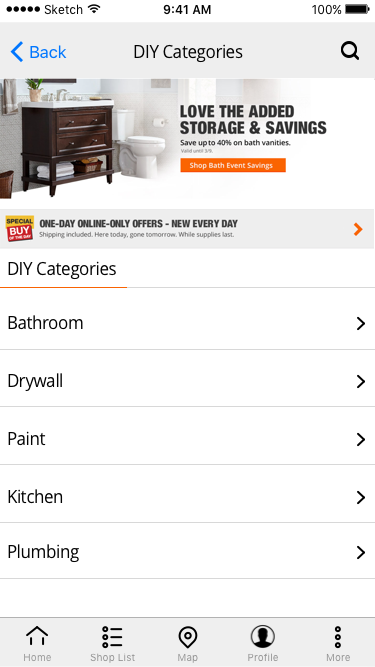 Sketch 9:41 AM 100%
Back DIY Categories
LOVE THE ADDED
STORAGE & SAVINGS
Save up to 40% on bath vanities.
Valid until 3/6
Shop Bath Event Savings
SPECIAL
BUY
OF THE DAY
ONE-DAY ONLINE-ONLY OFFERS - NEW EVERY DAY
Shipping included. Here today, gone tomorrow. While supplies last.
DIY Categories
Bathroom
Drywall
Paint
Kitchen
Plumbing
Home Shop List Map Profile More